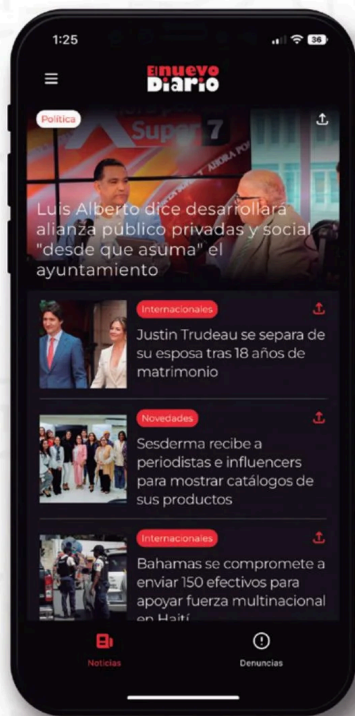 1:25
36
El nuevo
Diario
Política
Super 7
Luis Alberto dice desarrollará
alianza público privadas y social
"desde que asuma" el
ayuntamiento
Internacionales
Justin Trudeau se separa de
su esposa tras 18 años de
matrimonio
Novedades
Sesderma recibe a
periodistas e influencers
para mostrar catálogos de
sus productos
Internacionales
Bahamas se compromete a
enviar 150 efectivos para
apoyar fuerza multinacional
en Haití
Noticias
Denuncias